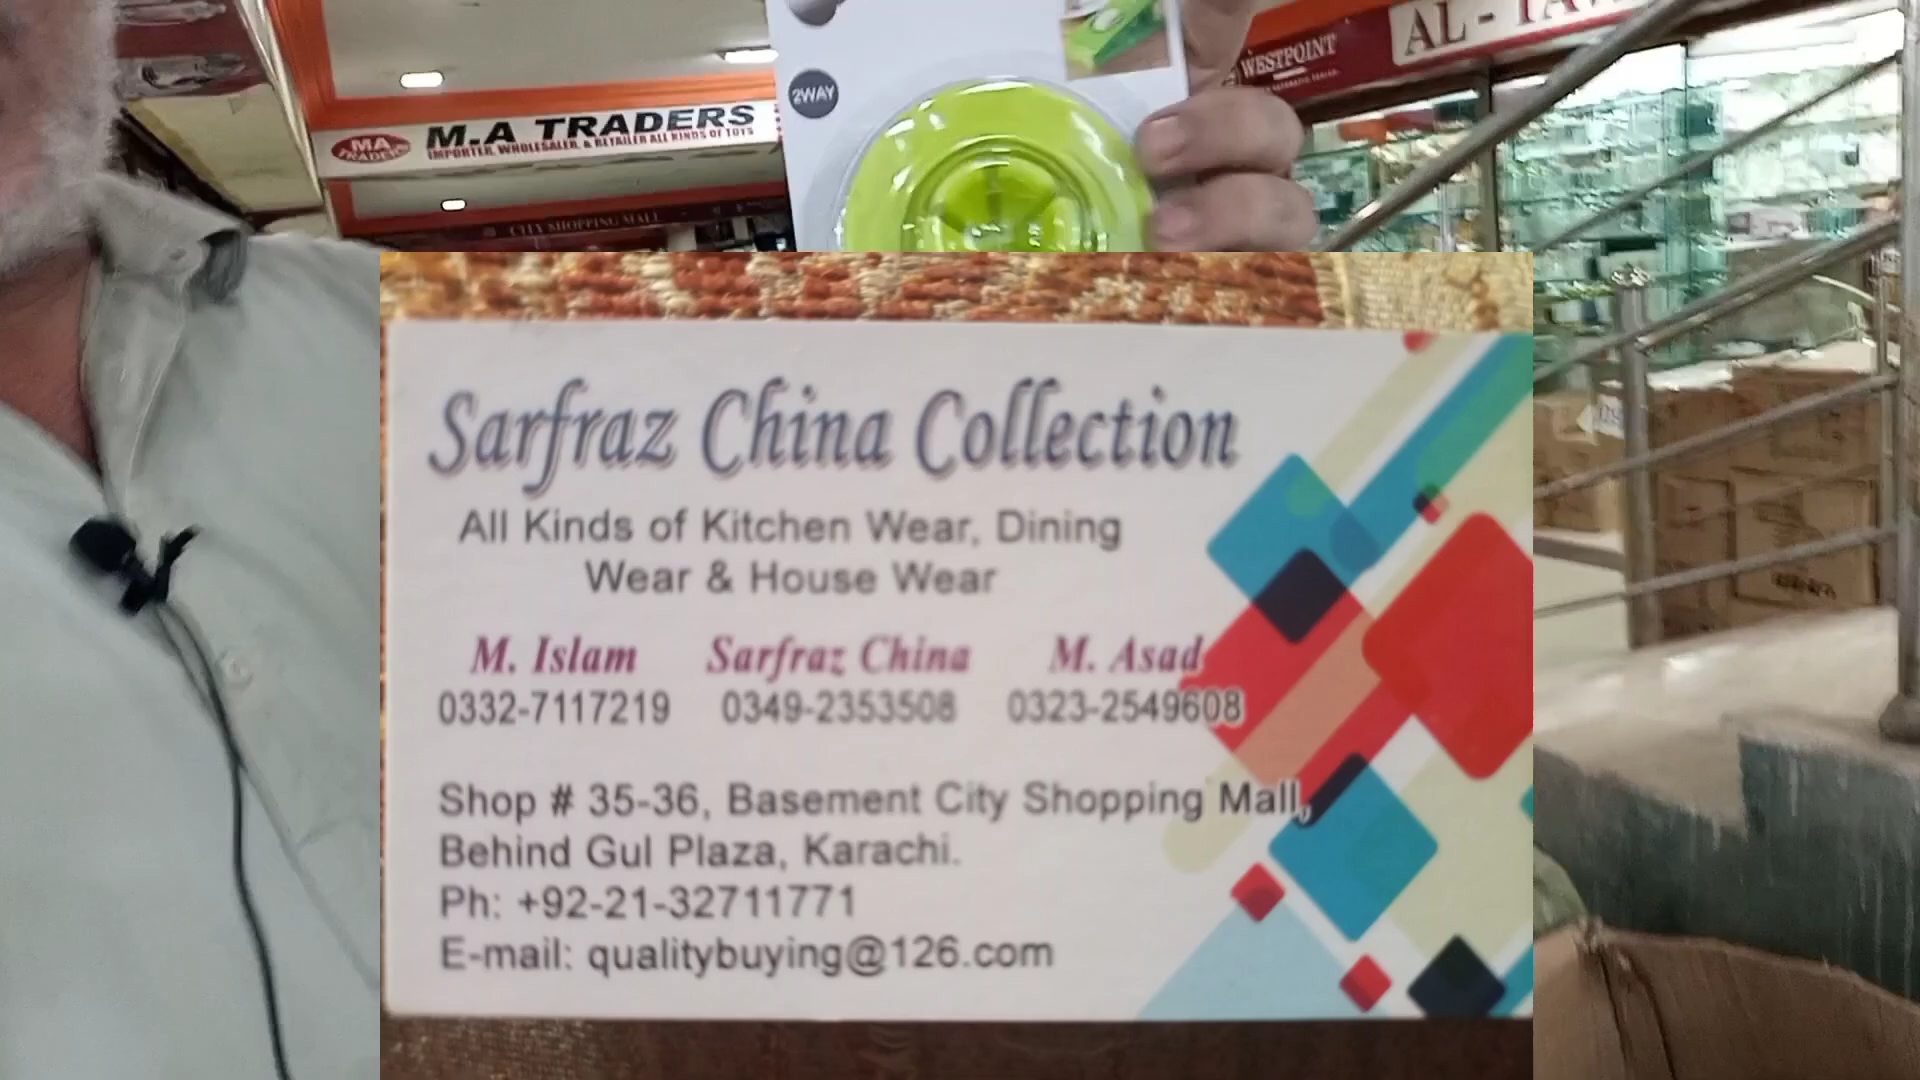 2WAY
WESTPOINT
AL -
MA
TRADERS
M.A TRADERS
IMPORTER, WHOLESALER, & RETAILER ALL KINDS OF TOYS
CITY SHOPPING MALL
Sarfraz China Collection
All Kinds of Kitchen Wear, Dining
Wear & House Wear
M. Islam Sarfraz China M. Asad
0332-7117219 0349-2353508 0323-2549608
Shop # 35-36, Basement City Shopping Mall,
Behind Gul Plaza, Karachi.
Ph: +92-21-32711771
E-mail: qualitybuying@126.com